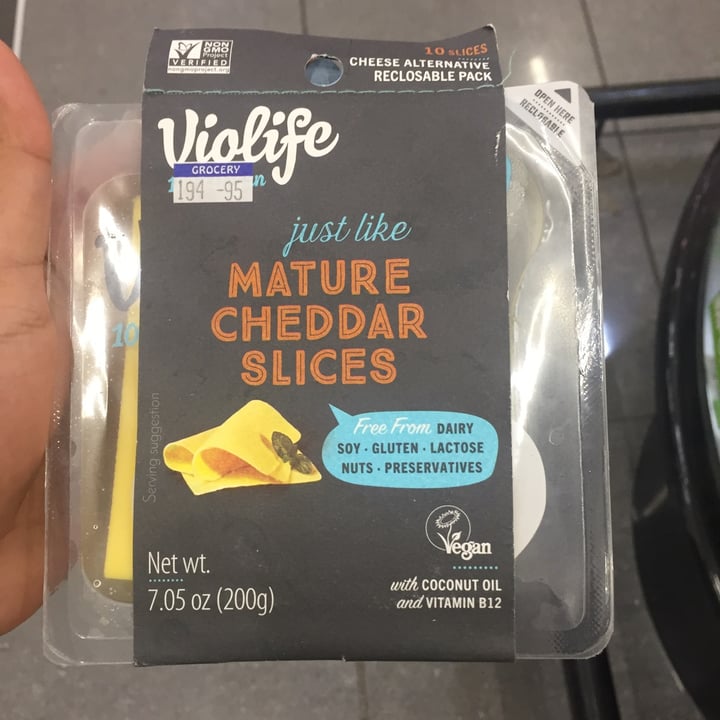 NON
GMO
Project
VERIFIED
nongmoproject.org
10 SLICES
CHEESE ALTERNATIVE
RECLOSABLE PACK
OPEN HERE
RECLOSABLE
Violife
GROCERY
194 -95
just like
MATURE
CHEDDAR
SLICES
Free From DAIRY
SOY · GLUTEN · LACTOSE
NUTS · PRESERVATIVES
Serving suggestion
Vegan
Net wt.
7.05 oz (200g)
with COCONUT OIL
and VITAMIN B12
10